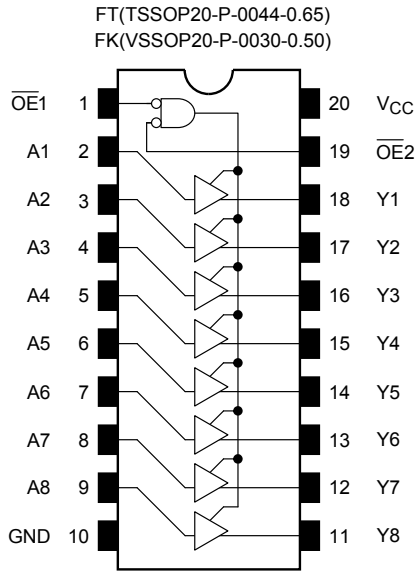 FT(TSSOP20-P-0044-0.65)
FK(VSSOP20-P-0030-0.50)
OE1 1 20 VCC
A1 2 19 OE2
A2 3 18 Y1
A3 4 17 Y2
A4 5 16 Y3
A5 6 15 Y4
A6 7 14 Y5
A7 8 13 Y6
A8 9 12 Y7
GND 10 11 Y8